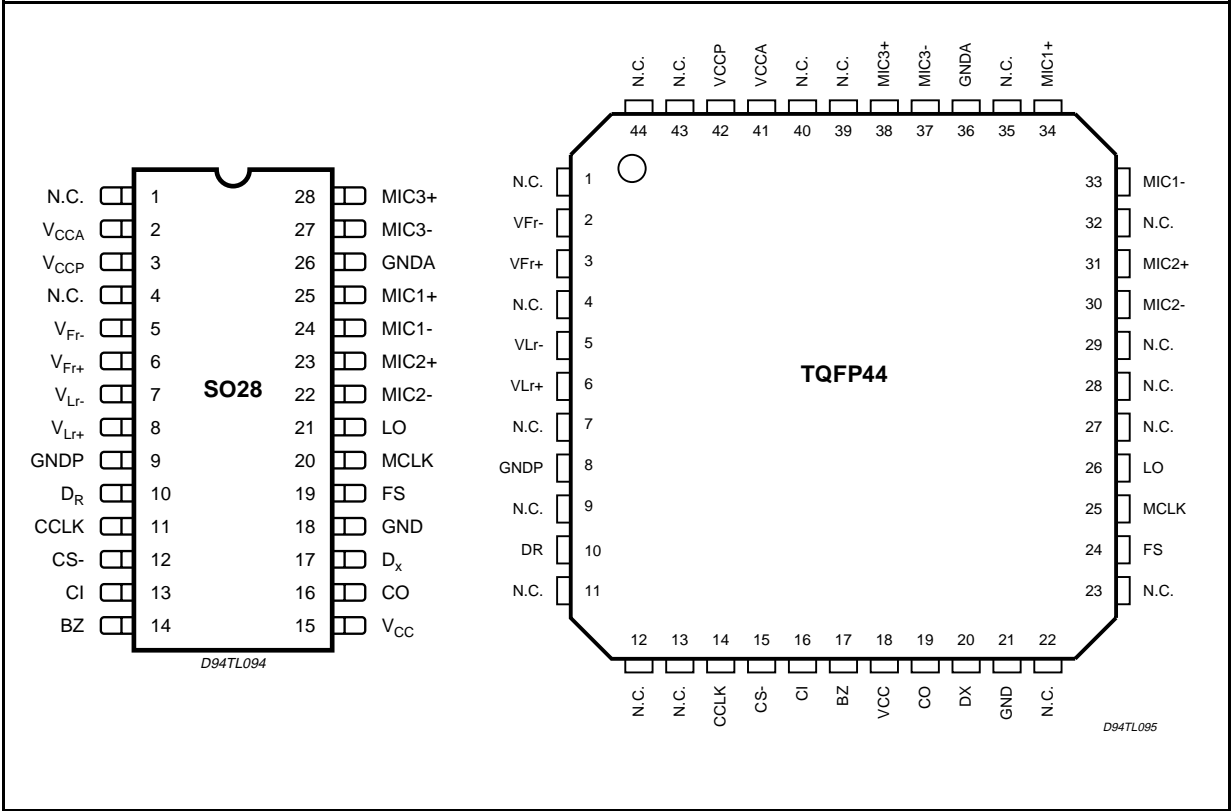 N.C. 1 28 MIC3+
VCCA 2 27 MIC3-
VCCP 3 26 GNDA
N.C. 4 25 MIC1+
VFr- 5 24 MIC1-
VFr+ 6 23 MIC2+
SO28
VLr- 7 22 MIC2-
VLr+ 8 21 LO
GNDP 9 20 MCLK
DR 10 19 FS
CCLK 11 18 GND
CS- 12 17 Dx
CI 13 16 CO
BZ 14 15 VCC
D94TL094
N.C. N.C. VCCP VCCA N.C. N.C. MIC3+ MIC3- GNDA N.C. MIC1+
44 43 42 41 40 39 38 37 36 35 34
N.C. 1 33 MIC1-
VFr- 2 32 N.C.
VFr+ 3 31 MIC2+
N.C. 4 30 MIC2-
VLr- 5 29 N.C.
TQFP44
VLr+ 6 28 N.C.
N.C. 7 27 N.C.
GNDP 8 26 LO
N.C. 9 25 MCLK
DR 10 24 FS
N.C. 11 23 N.C.
12 13 14 15 16 17 18 19 20 21 22
N.C. N.C. CCLK CS- CI BZ VCC CO DX GND N.C.
D94TL095